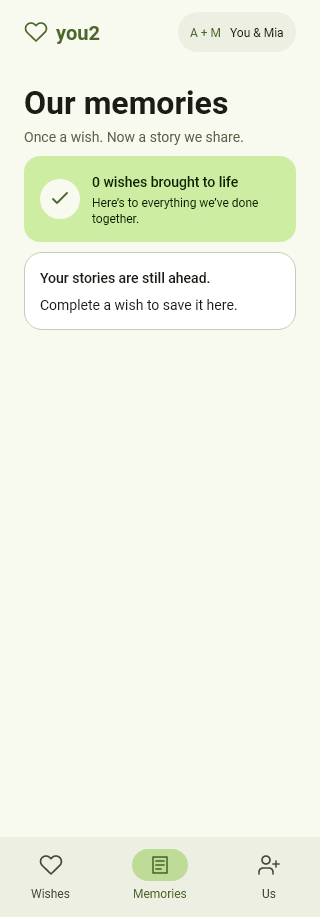 you2
A + M You & Mia
Our memories
Once a wish. Now a story we share.
0 wishes brought to life
Here’s to everything we’ve done
together.
Your stories are still ahead.
Complete a wish to save it here.
Wishes
Memories
Us